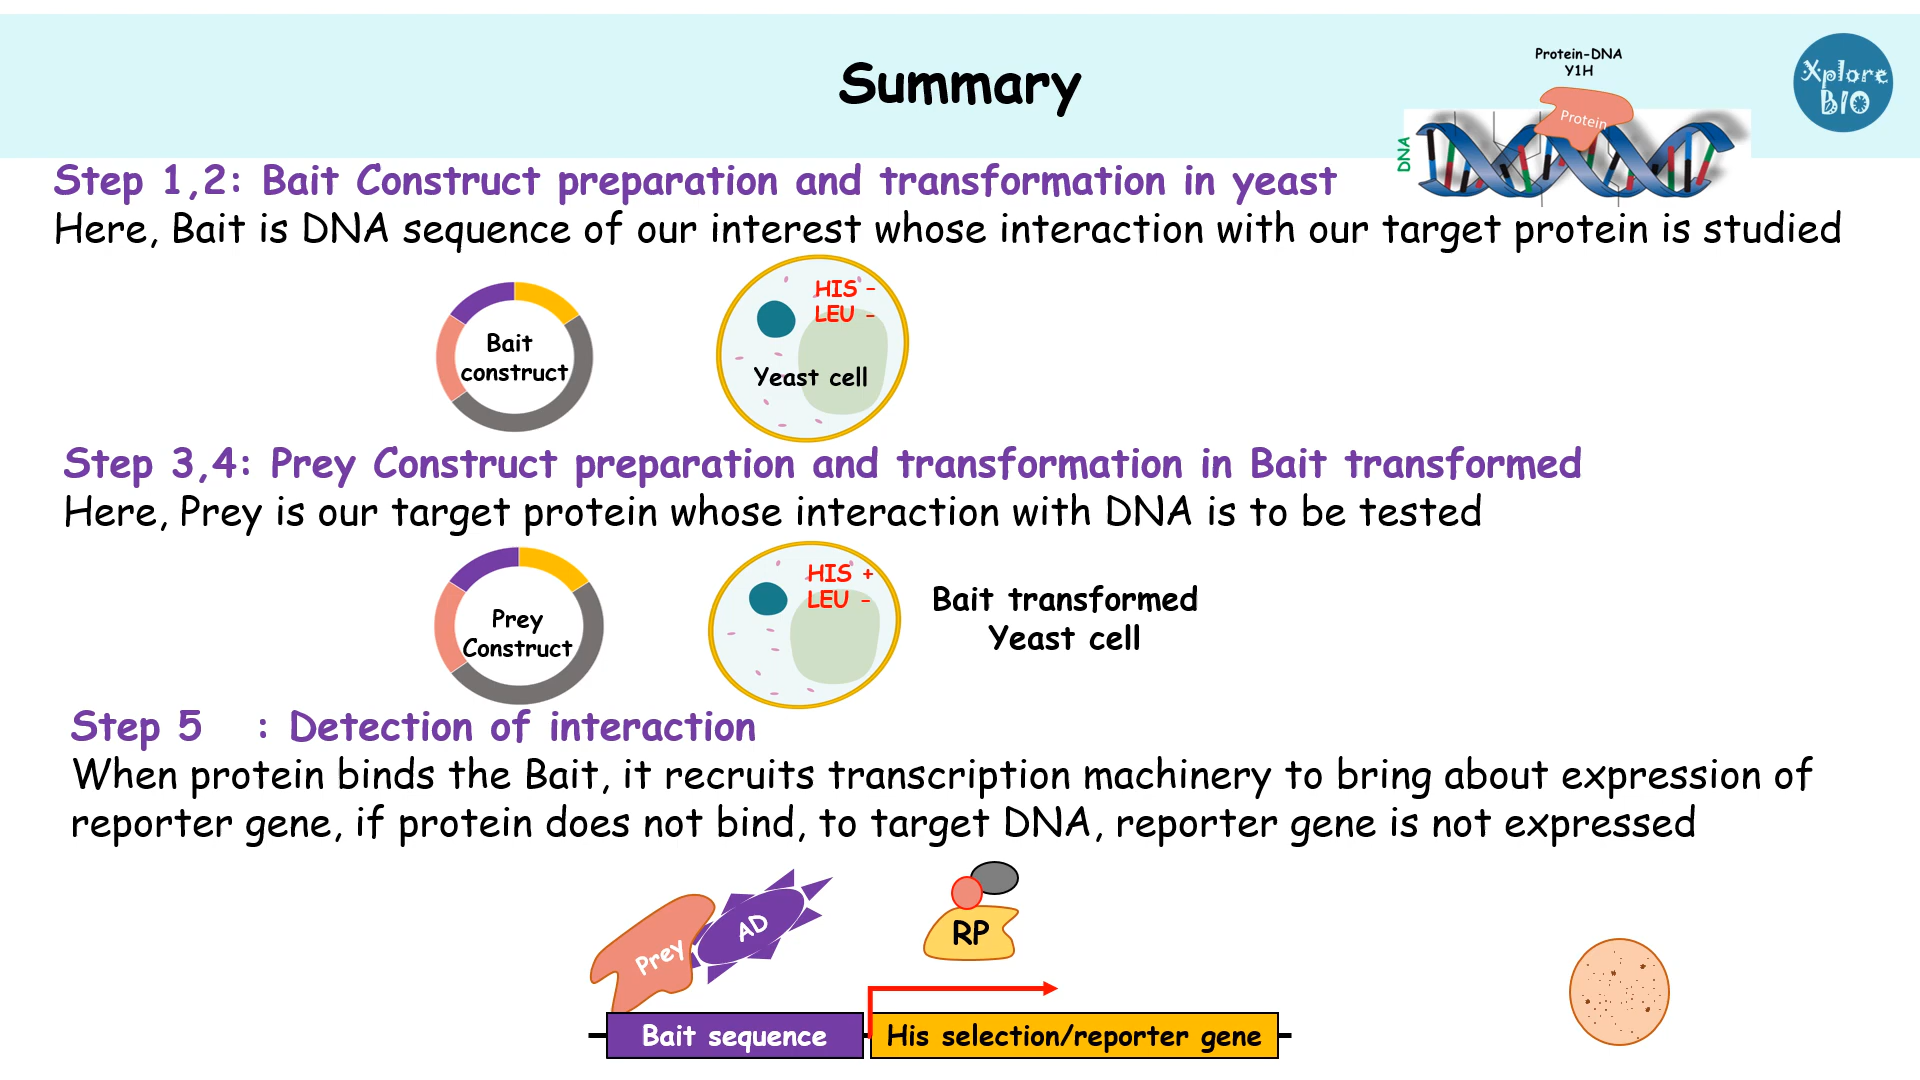 Summary
Protein-DNA
Y1H
Protein
DNA
Xplore
BIO
Step 1,2: Bait Construct preparation and transformation in yeast
Here, Bait is DNA sequence of our interest whose interaction with our target protein is studied
Bait
construct
HIS -
LEU -
Yeast cell
Step 3,4: Prey Construct preparation and transformation in Bait transformed
Here, Prey is our target protein whose interaction with DNA is to be tested
Prey
Construct
HIS +
LEU -
Bait transformed
Yeast cell
Step 5 : Detection of interaction
When protein binds the Bait, it recruits transcription machinery to bring about expression of
reporter gene, if protein does not bind, to target DNA, reporter gene is not expressed
Prey
AD
RP
Bait sequence
His selection/reporter gene